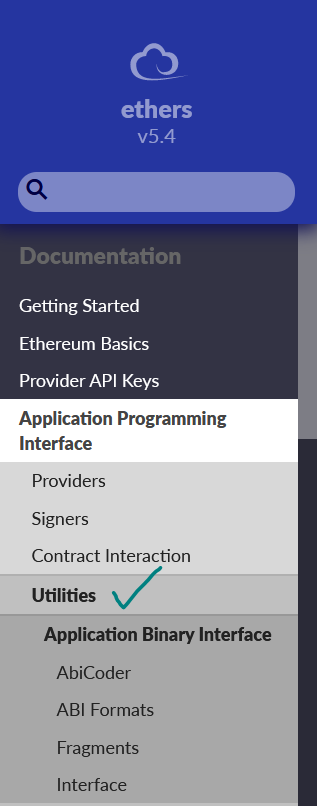 ethers
v5.4
Documentation
Getting Started
Ethereum Basics
Provider API Keys
Application Programming
Interface
Providers
Signers
Contract Interaction
Utilities
Application Binary Interface
AbiCoder
ABI Formats
Fragments
Interface